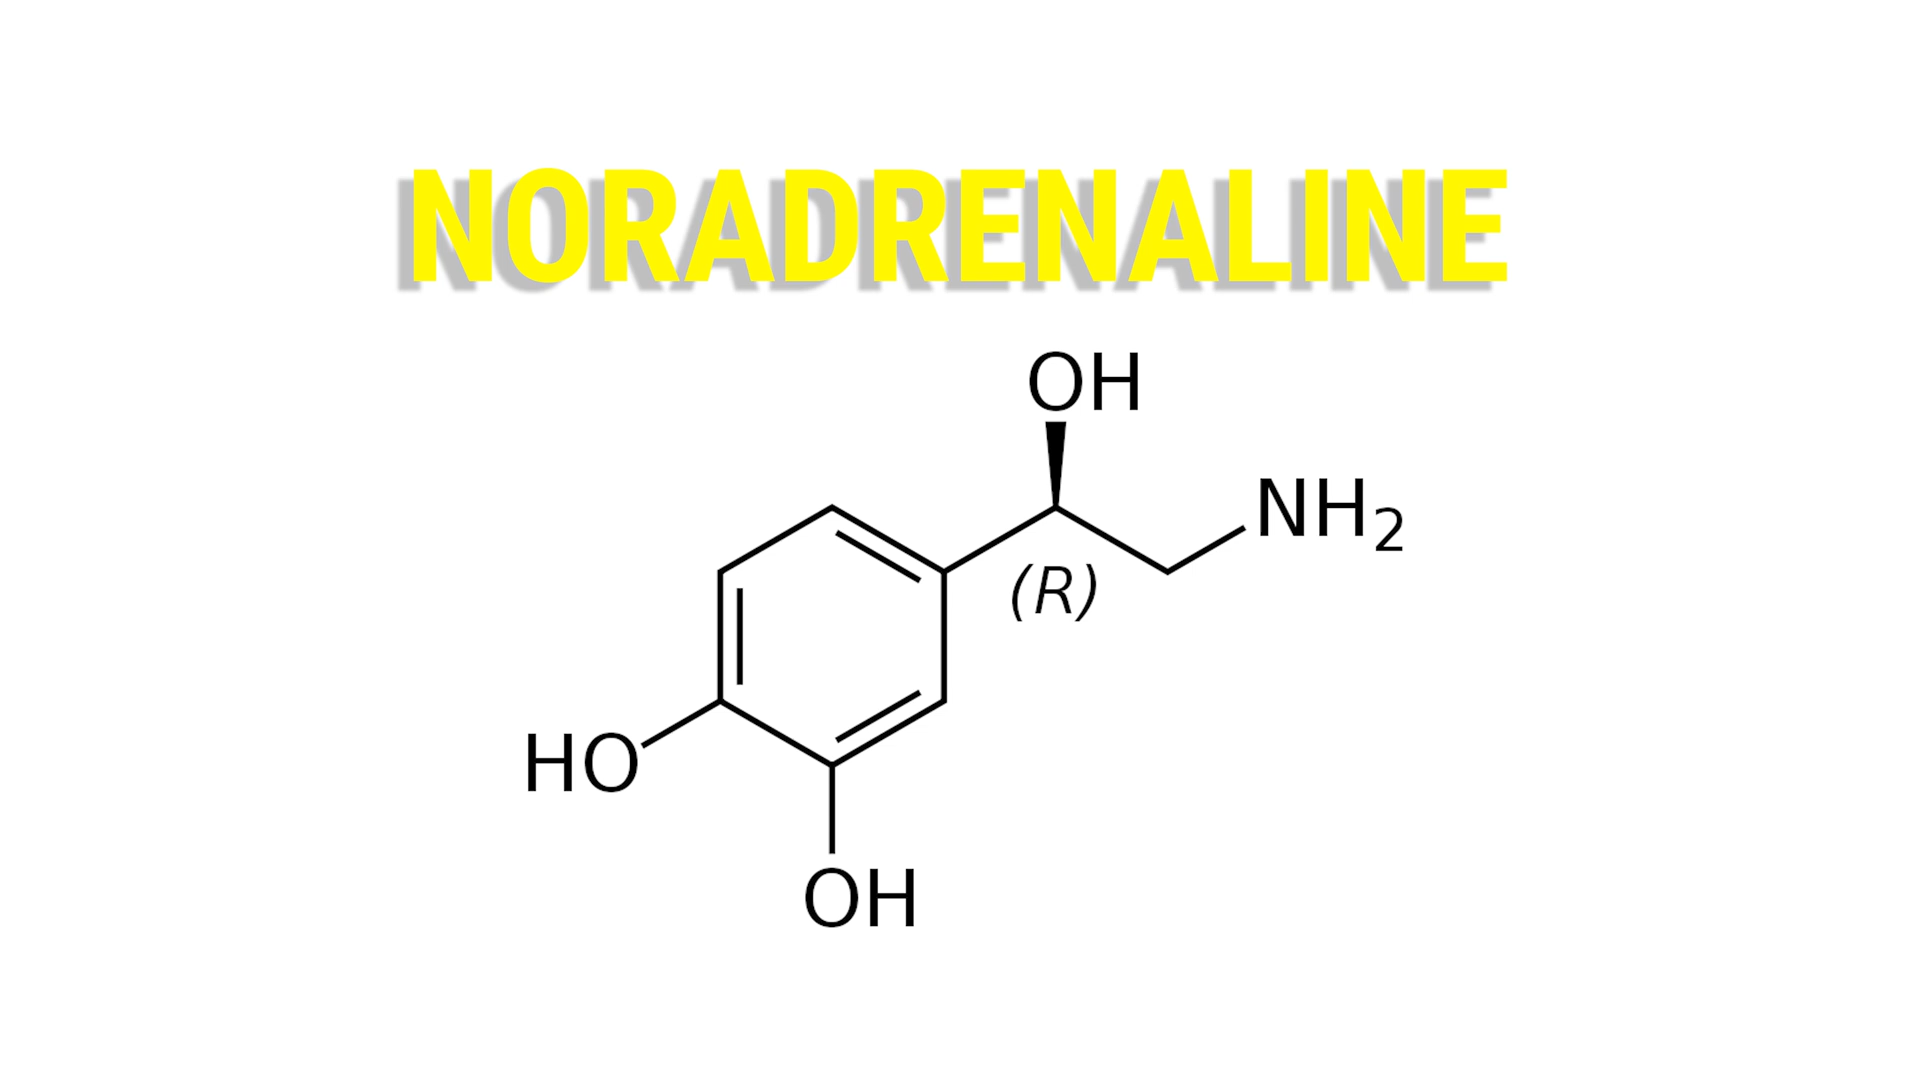 NORADRENALINE
OH
NH₂
(R)
HO
OH